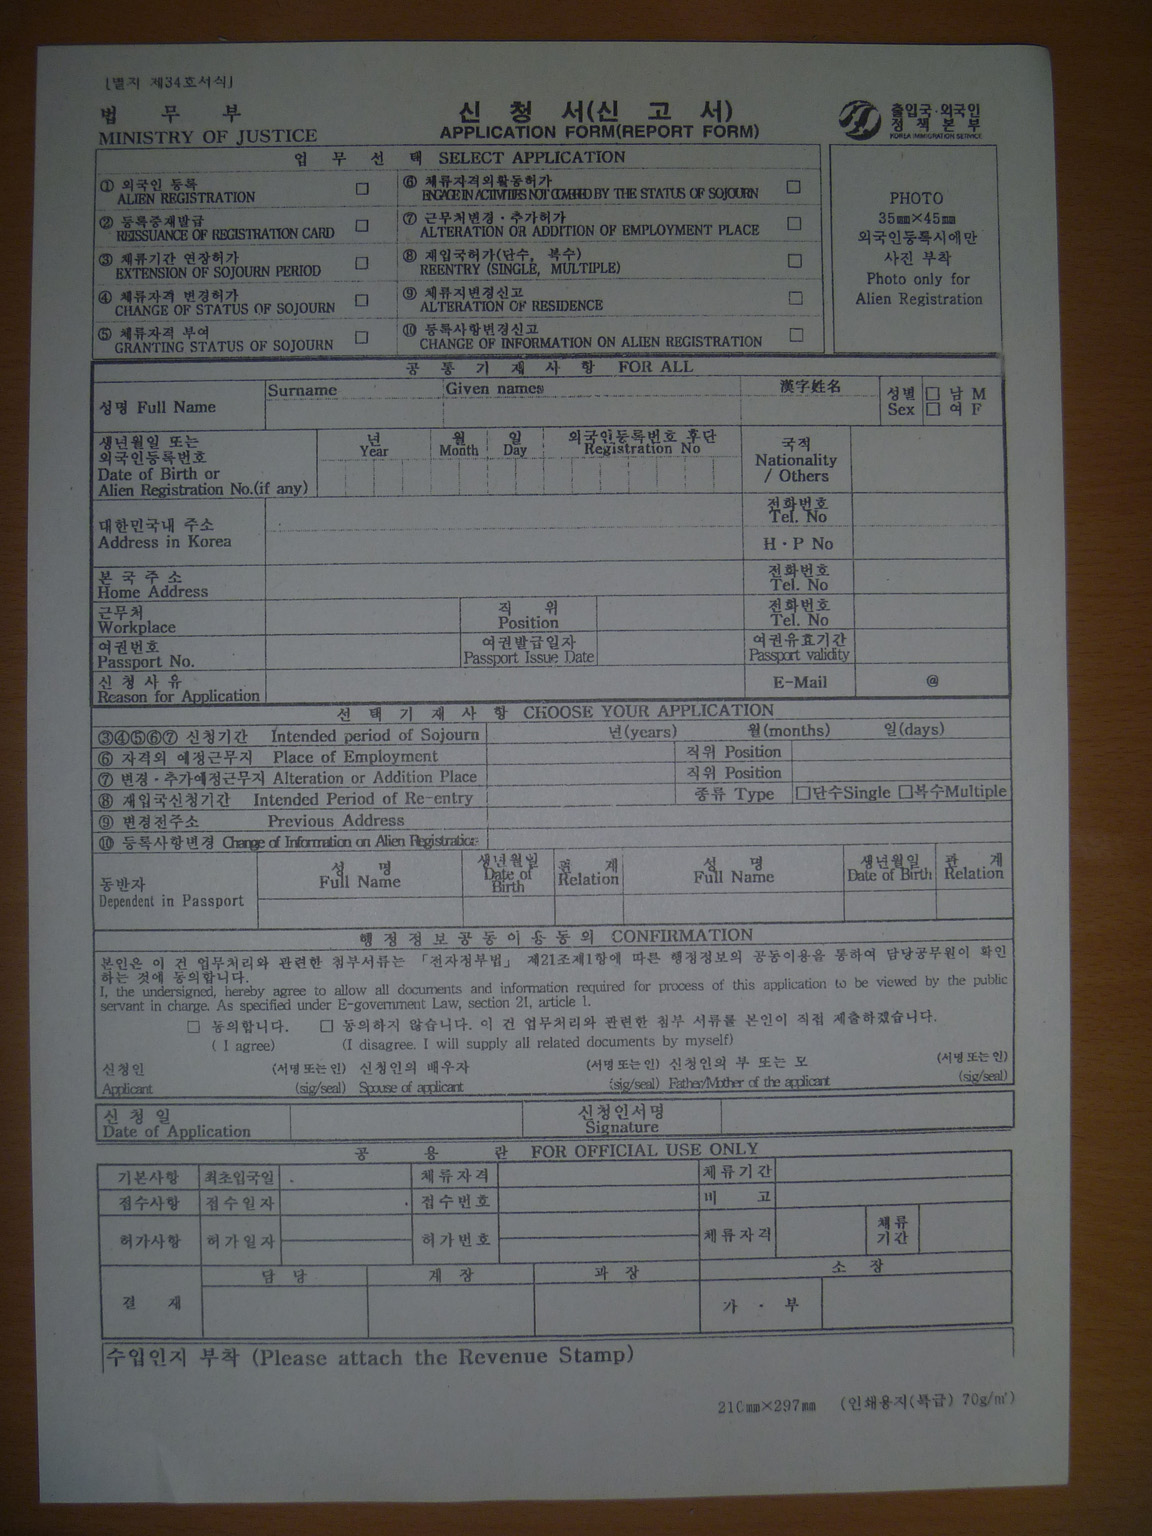 [별지 제34호서식]
법 무 부
MINISTRY OF JUSTICE
신 청 서(신 고 서)
APPLICATION FORM(REPORT FORM)
출입국·외국인
정 책 본 부
KOREA IMMIGRATION SERVICE
업 무 선 택 SELECT APPLICATION
① 외국인 등록 □
ALIEN REGISTRATION
② 등록증재발급 □
REISSUANCE OF REGISTRATION CARD
③ 체류기간 연장허가 □
EXTENSION OF SOJOURN PERIOD
④ 체류자격 변경허가 □
CHANGE OF STATUS OF SOJOURN
⑤ 체류자격 부여 □
GRANTING STATUS OF SOJOURN
⑥ 체류자격외활동허가 □
ENGAGE IN ACTIVITIES NOT COVERED BY THE STATUS OF SOJOURN
⑦ 근무처변경·추가허가 □
ALTERATION OR ADDITION OF EMPLOYMENT PLACE
⑧ 재입국허가(단수, 복수) □
REENTRY (SINGLE, MULTIPLE)
⑨ 체류지변경신고 □
ALTERATION OF RESIDENCE
⑩ 등록사항변경신고 □
CHANGE OF INFORMATION ON ALIEN REGISTRATION
PHOTO
35㎜×45㎜
외국인등록시에만
사진 부착
Photo only for
Alien Registration
공 통 기 재 사 항 FOR ALL
성명 Full Name
Surname
Given names
漢字姓名
성별
Sex
□ 남 M
□ 여 F
생년월일 또는
외국인등록번호
Date of Birth or
Alien Registration No.(if any)
년
Year
월
Month
일
Day
외국인등록번호 후단
Registration No
국적
Nationality
/ Others
대한민국내 주소
Address in Korea
전화번호
Tel. No
H·P No
본 국 주 소
Home Address
전화번호
Tel. No
근무처
Workplace
직 위
Position
전화번호
Tel. No
여권번호
Passport No.
여권발급일자
Passport Issue Date
여권유효기간
Passport validity
신 청 사 유
Reason for Application
E-Mail @
선 택 기 재 사 항 CHOOSE YOUR APPLICATION
③④⑤⑥⑦ 신청기간 Intended period of Sojourn 년(years) 월(months) 일(days)
⑥ 자격외 예정근무지 Place of Employment 직위 Position
⑦ 변경·추가예정근무지 Alteration or Addition Place 직위 Position
⑧ 재입국신청기간 Intended Period of Re-entry 종류 Type □단수Single □복수Multiple
⑨ 변경전주소 Previous Address
⑩ 등록사항변경 Change of Information on Alien Registration
동반자
Dependent in Passport
성 명
Full Name
생년월일
Date of
Birth
관 계
Relation
성 명
Full Name
생년월일
Date of Birth
관 계
Relation
행 정 정 보 공 동 이 용 동 의 CONFIRMATION
본인은 이 건 업무처리와 관련한 첨부서류는 「전자정부법」 제21조제1항에 따른 행정정보의 공동이용을 통하여 담당공무원이 확인
하는 것에 동의합니다.
I, the undersigned, hereby agree to allow all documents and information required for process of this application to be viewed by the public
servant in charge. As specified under E-government Law, section 21, article 1.
□ 동의합니다. □ 동의하지 않습니다. 이 건 업무처리와 관련한 첨부 서류를 본인이 직접 제출하겠습니다.
( I agree) (I disagree. I will supply all related documents by myself)
신청인 (서명 또는 인) 신청인의 배우자 (서명 또는 인) 신청인의 부 또는 모 (서명 또는 인)
Applicant (sig/seal) Spouse of applicant (sig/seal) Father/Mother of the applicant (sig/seal)
신 청 일
Date of Application
신청인서명
Signature
공 용 란 FOR OFFICIAL USE ONLY
기본사항 최초입국일 체류자격 체류기간
접수사항 접수일자 접수번호 비 고
허가사항 허가일자 허가번호 체류자격
체류
기간
결 재
담 당 계 장 과 장 소 장
가 · 부
수입인지 부착 (Please attach the Revenue Stamp)
210㎜×297㎜ (인쇄용지(특급) 70g/㎡)